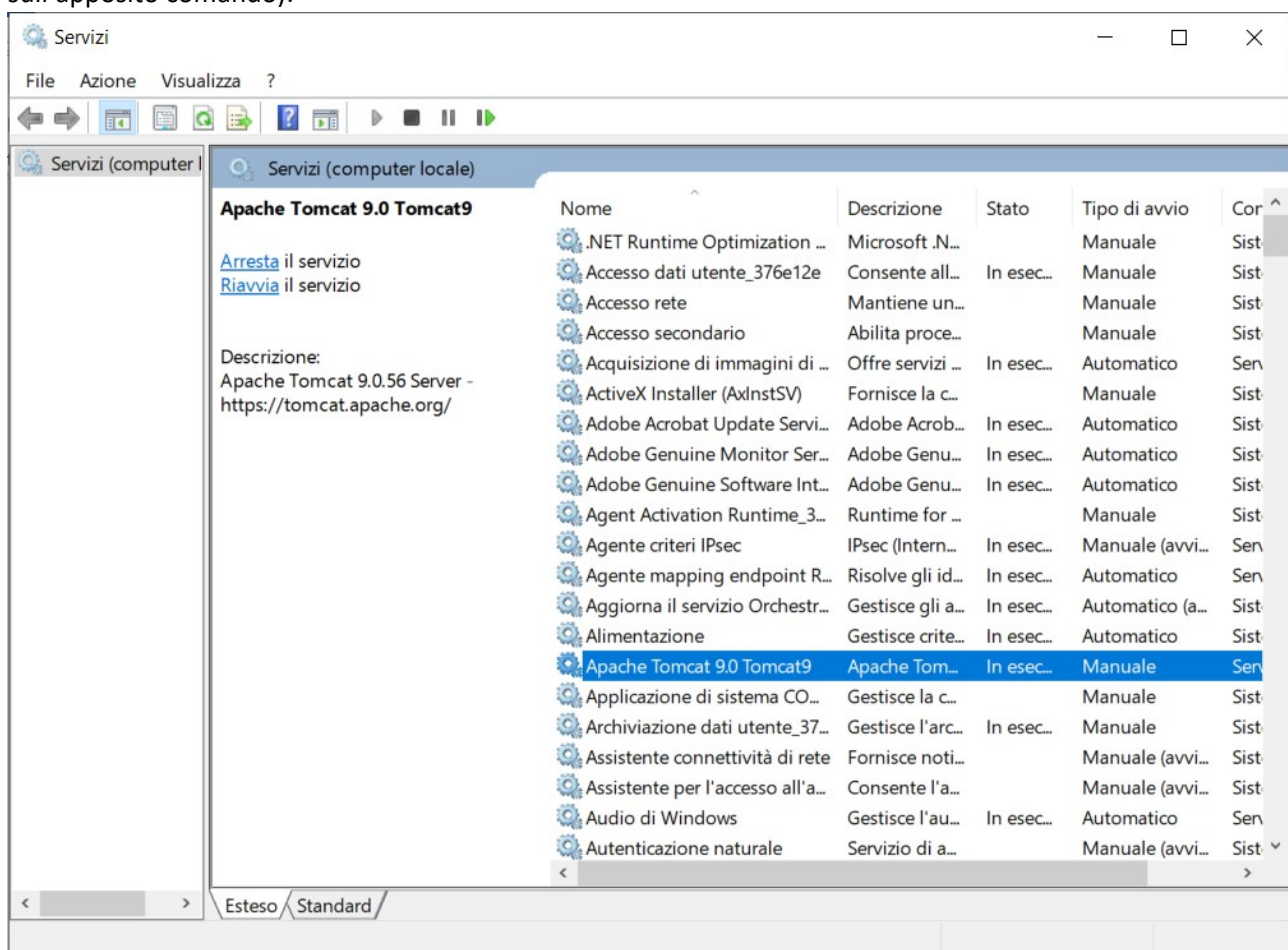 sull'apposito comando).
Servizi
File Azione Visualizza ?
Servizi (computer l
Servizi (computer locale)
Apache Tomcat 9.0 Tomcat9
Arresta il servizio
Riavvia il servizio
Descrizione:
Apache Tomcat 9.0.56 Server -
https://tomcat.apache.org/
Nome Descrizione Stato Tipo di avvio Cor
.NET Runtime Optimization ... Microsoft .N... Manuale Sist
Accesso dati utente_376e12e Consente all... In esec... Manuale Sist
Accesso rete Mantiene un... Manuale Sist
Accesso secondario Abilita proce... Manuale Sist
Acquisizione di immagini di ... Offre servizi ... In esec... Automatico Serv
ActiveX Installer (AxInstSV) Fornisce la c... Manuale Sist
Adobe Acrobat Update Servi... Adobe Acrob... In esec... Automatico Sist
Adobe Genuine Monitor Ser... Adobe Genu... In esec... Automatico Sist
Adobe Genuine Software Int... Adobe Genu... In esec... Automatico Sist
Agent Activation Runtime_3... Runtime for ... Manuale Sist
Agente criteri IPsec IPsec (Intern... In esec... Manuale (avvi... Serv
Agente mapping endpoint R... Risolve gli id... In esec... Automatico Serv
Aggiorna il servizio Orchestr... Gestisce gli a... In esec... Automatico (a... Sist
Alimentazione Gestisce crite... In esec... Automatico Sist
Apache Tomcat 9.0 Tomcat9 Apache Tom... In esec... Manuale Serv
Applicazione di sistema CO... Gestisce la c... Manuale Sist
Archiviazione dati utente_37... Gestisce l'arc... In esec... Manuale Sist
Assistente connettività di rete Fornisce noti... Manuale (avvi... Sist
Assistente per l'accesso all'a... Consente l'a... Manuale (avvi... Sist
Audio di Windows Gestisce l'au... In esec... Automatico Serv
Autenticazione naturale Servizio di a... Manuale (avvi... Sist
Esteso Standard